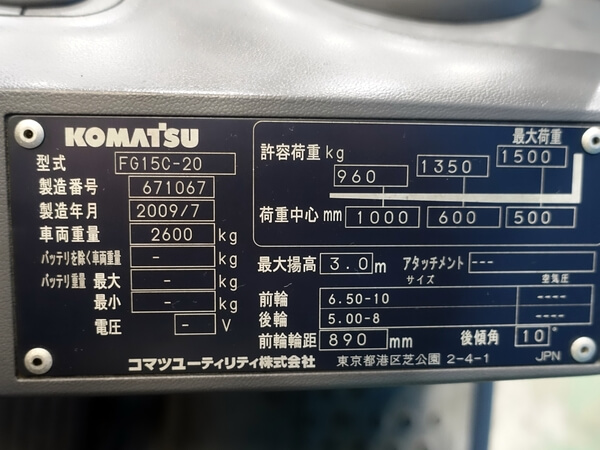 KOMATSU
型式 FG15C-20
製造番号 671067
製造年月 2009/7
車両重量 2600 kg
バッテリを除く車両重量 - kg
バッテリ重量 最大 - kg
最小 - kg
電圧 - V
最大荷重
許容荷重 kg 960 1350 1500
荷重中心 mm 1000 600 500
最大揚高 3.0 m アタッチメント ---
サイズ 空気圧
前輪 6.50-10 ----
後輪 5.00-8 ----
前輪輪距 890 mm 後傾角 10°
コマツユーティリティ株式会社 東京都港区芝公園 2-4-1 JPN